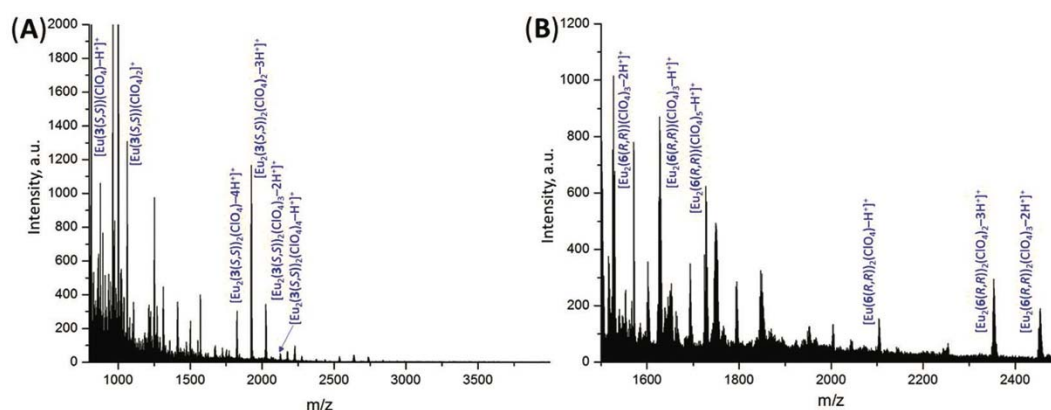 (A)
2000
1800
1600
1400
1200
1000
800
600
400
200
0
Intensity, a.u.
[Eu(3(S,S))(ClO₄)–H⁺]⁺
[Eu(3(S,S))(ClO₄)₂]⁺
[Eu₂(3(S,S))₂(ClO₄)–4H⁺]⁺
[Eu₂(3(S,S))₂(ClO₄)₂–3H⁺]⁺
[Eu₂(3(S,S))₂(ClO₄)₃–2H⁺]⁺
[Eu₂(3(S,S))₂(ClO₄)₄–H⁺]⁺
1000 1500 2000 2500 3000 3500
m/z
(B)
1200
1000
800
600
400
200
0
Intensity, a.u.
[Eu₂(6(R,R))(ClO₄)₃–2H⁺]⁺
[Eu₂(6(R,R))(ClO₄)₃–H⁺]⁺
[Eu₂(6(R,R))(ClO₄)₅–H⁺]⁺
[Eu(6(R,R))₂(ClO₄)–H⁺]⁺
[Eu₂(6(R,R))₂(ClO₄)₂–3H⁺]⁺
[Eu₂(6(R,R))₂(ClO₄)₃–2H⁺]⁺
1600 1800 2000 2200 2400
m/z